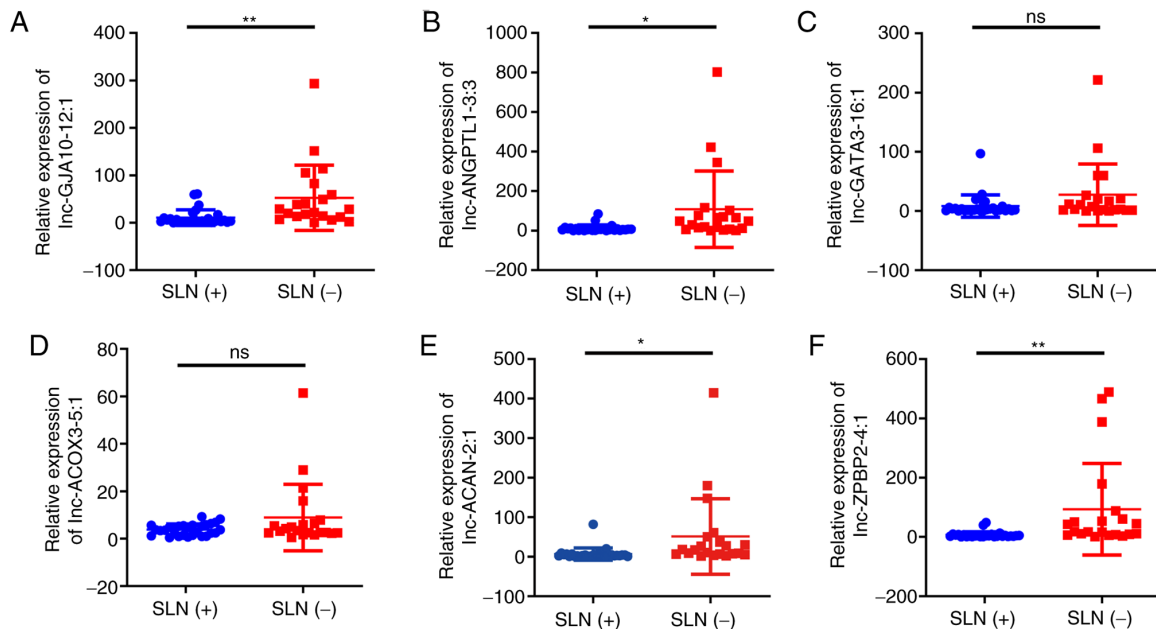 A
Relative expression of
lnc-GJA10-12:1
**
400
300
200
100
0
−100
SLN (+)
SLN (−)
B
Relative expression of
lnc-ANGPTL1-3:3
*
1000
800
600
400
200
0
−200
SLN (+)
SLN (−)
C
Relative expression of
lnc-GATA3-16:1
ns
300
200
100
0
−100
SLN (+)
SLN (−)
D
Relative expression
of lnc-ACOX3-5:1
ns
80
60
40
20
0
−20
SLN (+)
SLN (−)
E
Relative expression of
lnc-ACAN-2:1
*
500
400
300
200
100
0
−100
SLN (+)
SLN (−)
F
Relative expression of
lnc-ZPBP2-4:1
**
600
400
200
0
−200
SLN (+)
SLN (−)